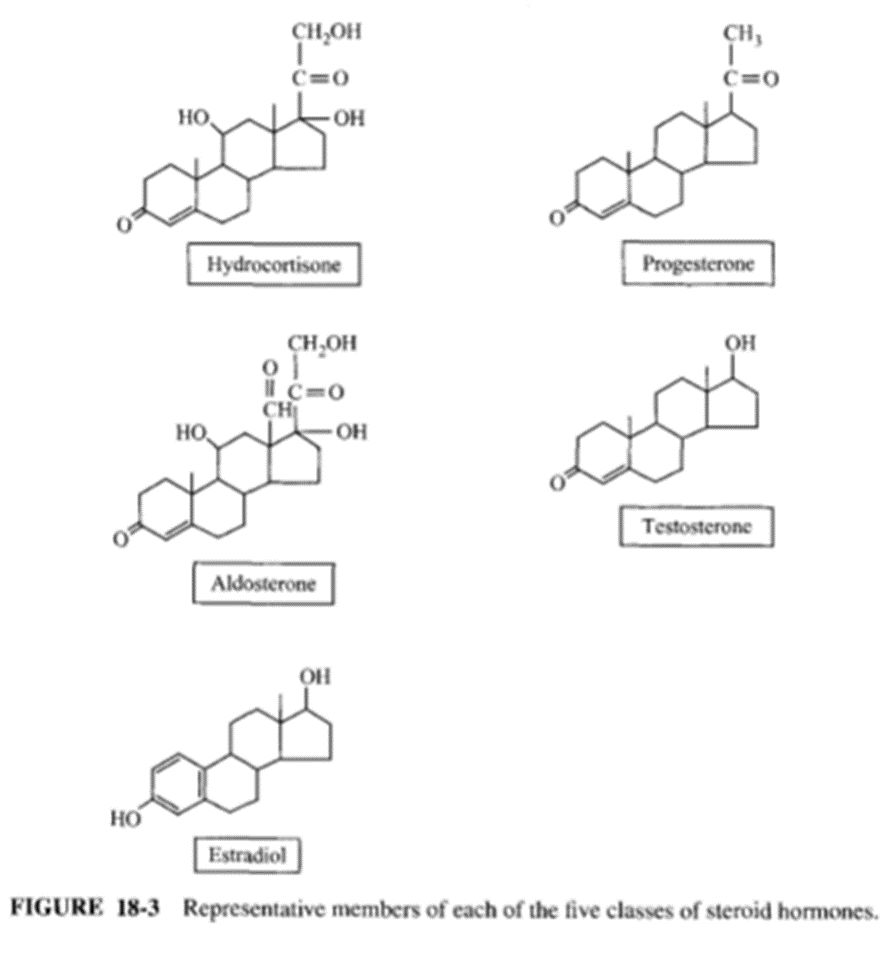 CH₂OH
C=O
HO
OH
O
Hydrocortisone
CH₃
C=O
O
Progesterone
CH₂OH
O
C=O
CH
HO
OH
O
Aldosterone
OH
O
Testosterone
OH
HO
Estradiol
FIGURE 18-3 Representative members of each of the five classes of steroid hormones.